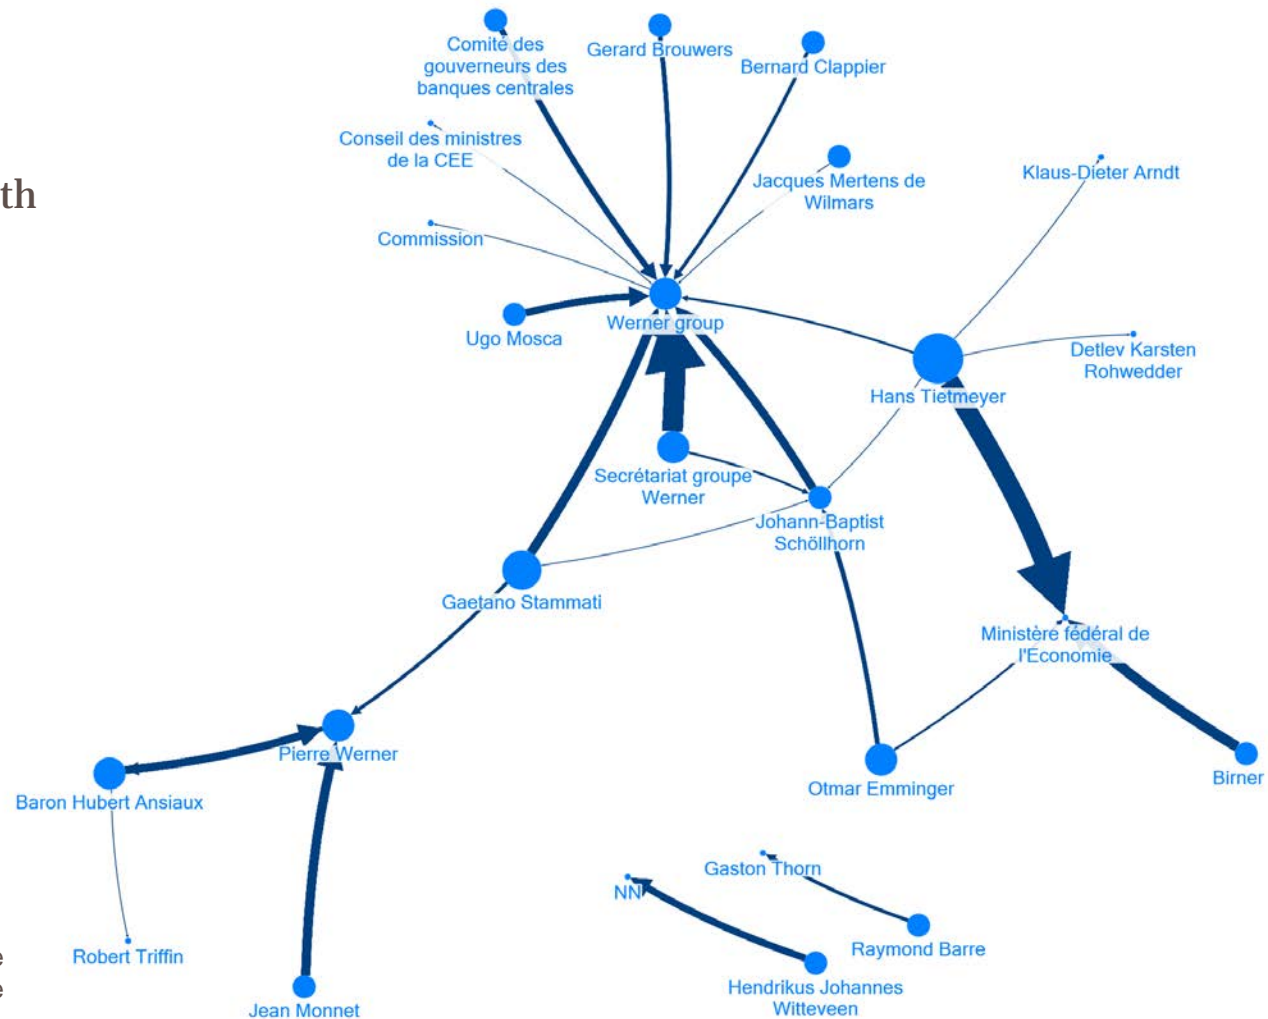 Comité des
gouverneurs des
banques centrales
Gerard Brouwers
Bernard Clappier
Conseil des ministres
de la CEE
Jacques Mertens de
Wilmars
Klaus-Dieter Arndt
th
Commission
Werner group
Ugo Mosca
Detlev Karsten
Rohwedder
Hans Tietmeyer
Secrétariat groupe
Werner
Johann-Baptist
Schöllhorn
Gaetano Stammati
Ministère fédéral de
l'Economie
Pierre Werner
Baron Hubert Ansiaux
Otmar Emminger
Birner
Gaston Thorn
NN
Raymond Barre
Robert Triffin
e
Hendrikus Johannes
Witteveen
e
Jean Monnet